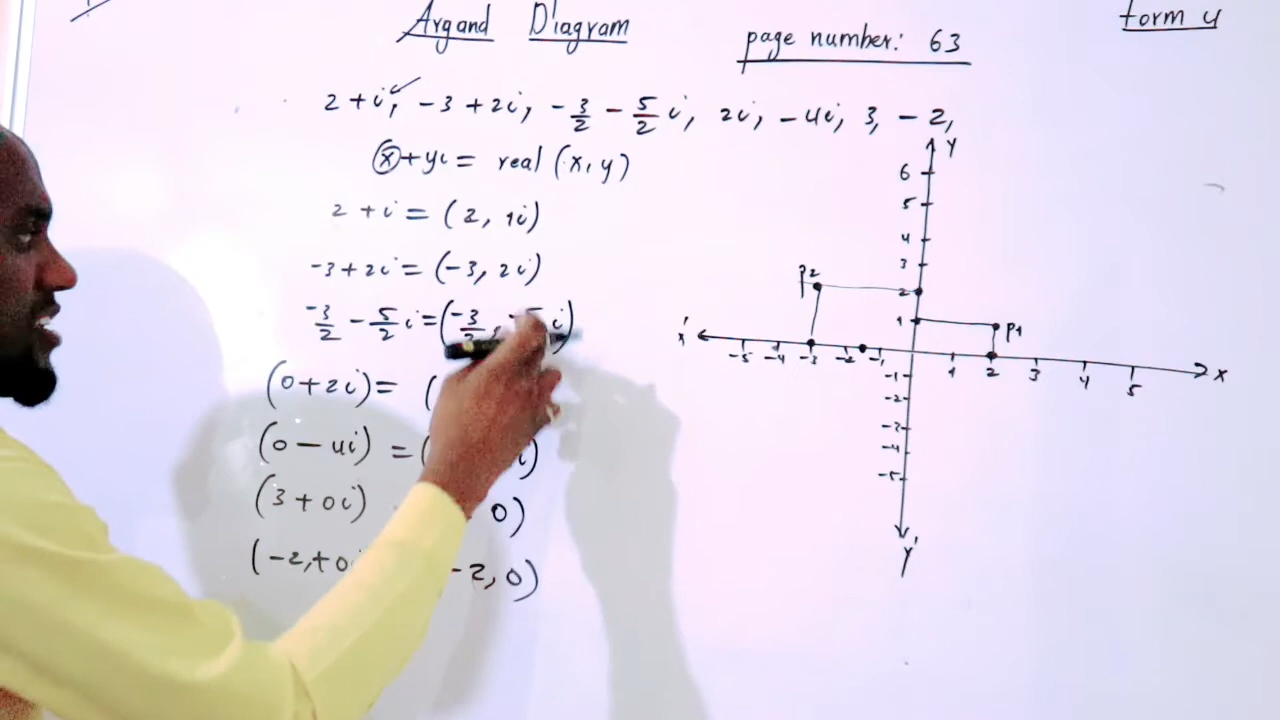 Argand Diagram
page number: 63
form 4
2 + i, -3 + 2i, -3/2 - 5/2 i, 2i, -4i, 3, -2,
x + yi = real (x, y)
2 + i = (2, 1i)
-3 + 2i = (-3, 2i)
-3/2 - 5/2 i = (-3/2, -5 i)
(0 + 2i) = (
(0 - 4i) = ( i)
(3 + 0i) 0)
(-2, + 0i -2, 0)
Y
6
5
4
3
P2
2
1
P1
x' -5 -4 -3 -2 -1 1 2 3 4 5 x
-1
-2
-3
-4
-5
Y'